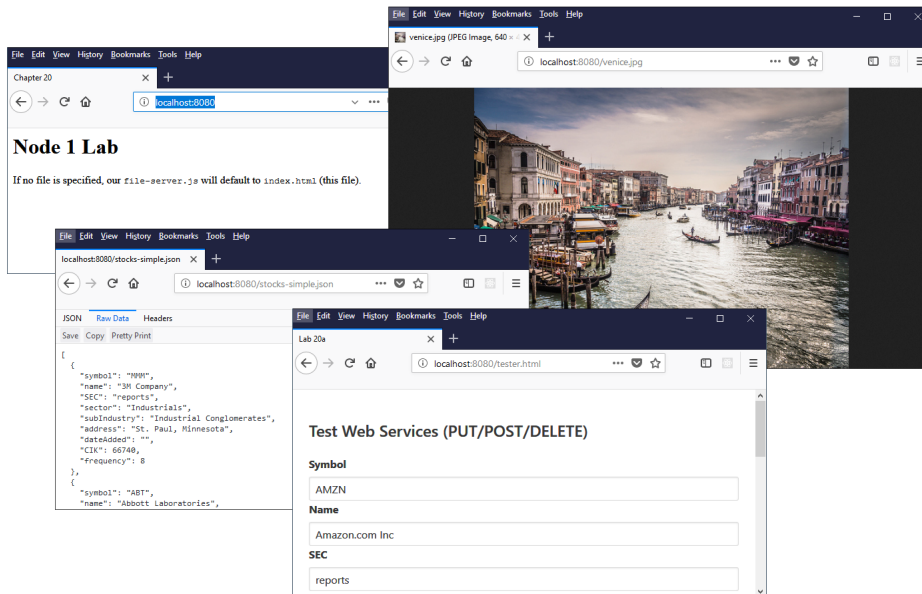 File Edit View History Bookmarks Tools Help
Chapter 20
localhost:8080
Node 1 Lab
If no file is specified, our file-server.js will default to index.html (this file).
File Edit View History Bookmarks Tools Help
venice.jpg (JPEG Image, 640 ×
localhost:8080/venice.jpg
File Edit View History Bookmarks Tools Help
localhost:8080/stocks-simple.json
localhost:8080/stocks-simple.json
JSON Raw Data Headers
Save Copy Pretty Print
[
{
"symbol": "MMM",
"name": "3M Company",
"SEC": "reports",
"sector": "Industrials",
"subIndustry": "Industrial Conglomerates",
"address": "St. Paul, Minnesota",
"dateAdded": "",
"CIK": 66740,
"frequency": 8
},
{
"symbol": "ABT",
"name": "Abbott Laboratories",
File Edit View History Bookmarks Tools Help
Lab 20a
localhost:8080/tester.html
Test Web Services (PUT/POST/DELETE)
Symbol
AMZN
Name
Amazon.com Inc
SEC
reports